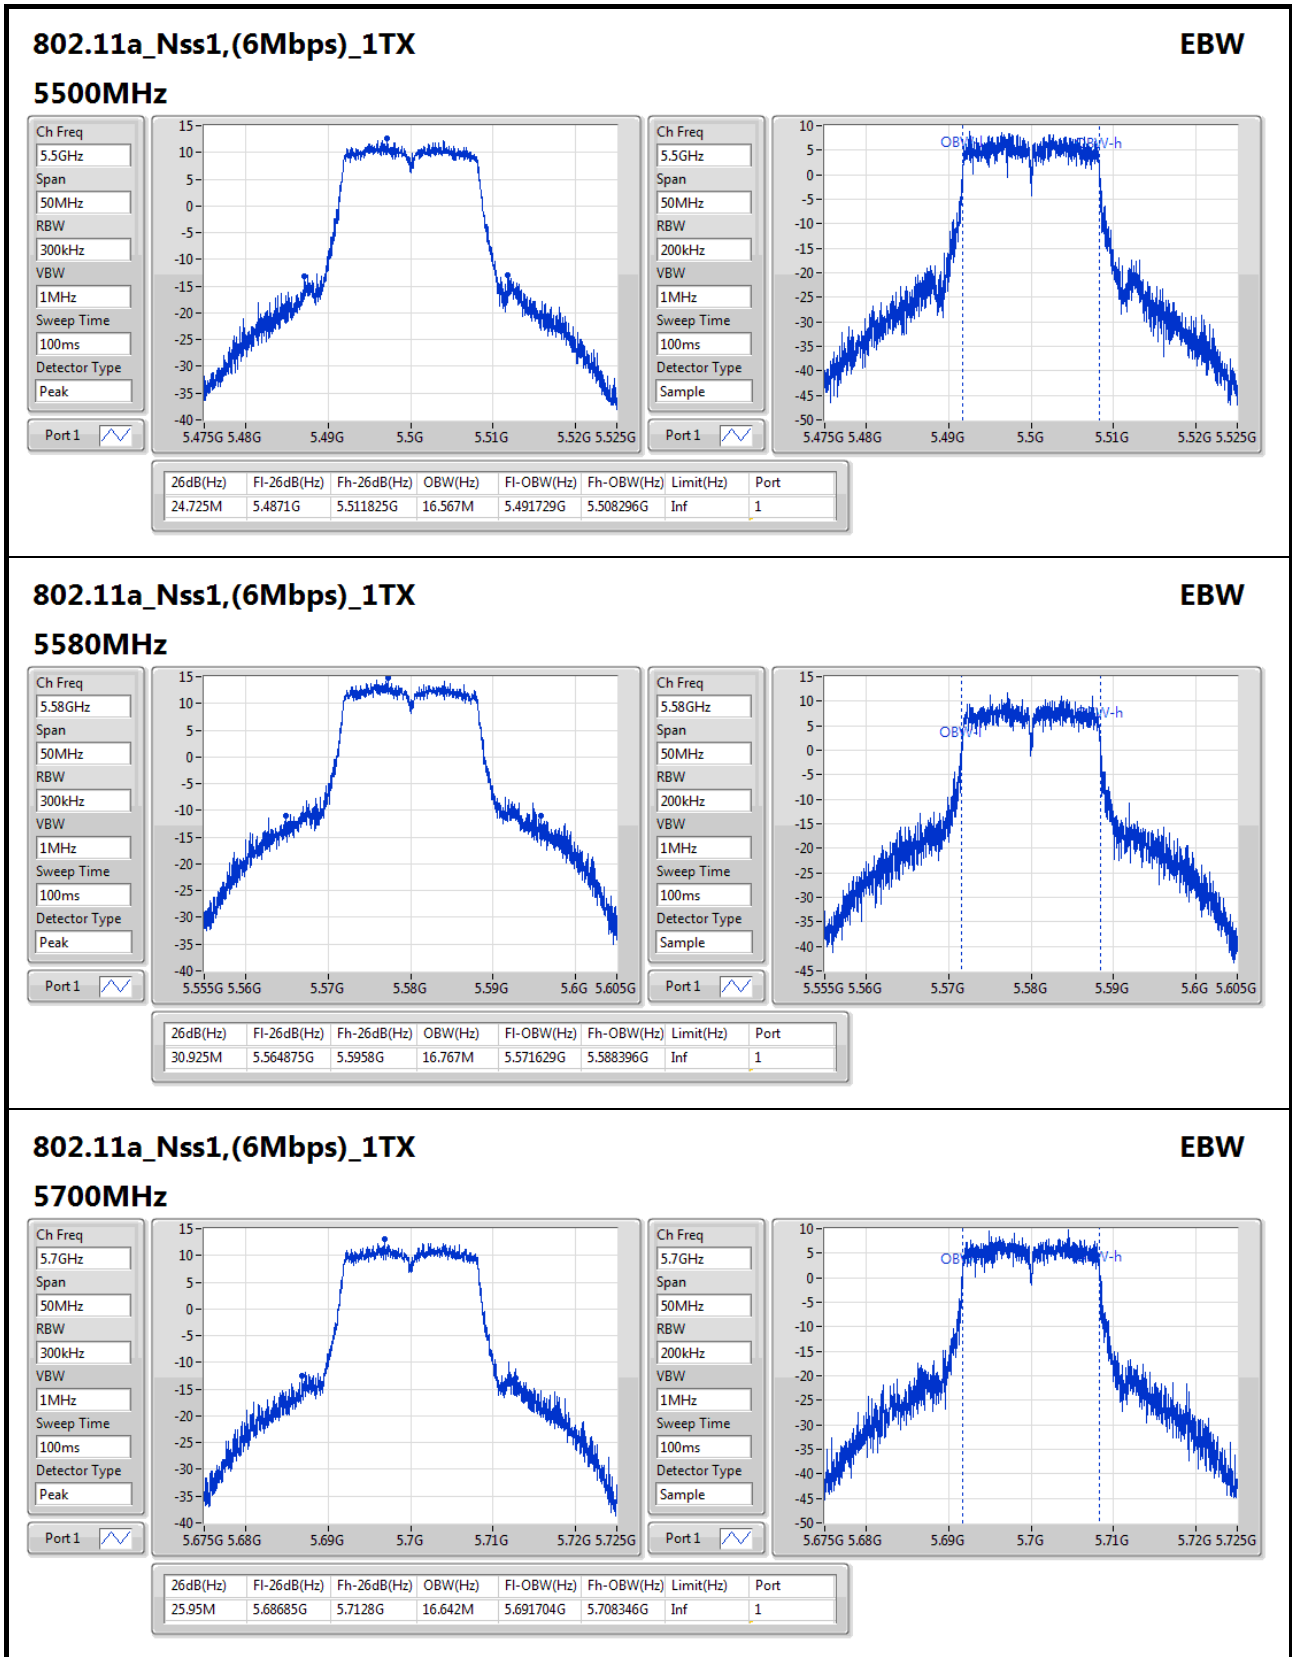 802.11a_Nss1,(6Mbps)_1TX EBW
5500MHz
Ch Freq
5.5GHz
Span
50MHz
RBW
300kHz
VBW
1MHz
Sweep Time
100ms
Detector Type
Peak
Port 1
15
10
5
0
-5
-10
-15
-20
-25
-30
-35
-40
5.475G 5.48G 5.49G 5.5G 5.51G 5.52G 5.525G
Ch Freq
5.5GHz
Span
50MHz
RBW
200kHz
VBW
1MHz
Sweep Time
100ms
Detector Type
Sample
Port 1
10
5
0
-5
-10
-15
-20
-25
-30
-35
-40
-45
-50
5.475G 5.48G 5.49G 5.5G 5.51G 5.52G 5.525G
26dB(Hz) Fl-26dB(Hz) Fh-26dB(Hz) OBW(Hz) Fl-OBW(Hz) Fh-OBW(Hz) Limit(Hz) Port
24.725M 5.4871G 5.511825G 16.567M 5.491729G 5.508296G Inf 1
802.11a_Nss1,(6Mbps)_1TX EBW
5580MHz
Ch Freq
5.58GHz
Span
50MHz
RBW
300kHz
VBW
1MHz
Sweep Time
100ms
Detector Type
Peak
Port 1
15
10
5
0
-5
-10
-15
-20
-25
-30
-35
-40
5.555G 5.56G 5.57G 5.58G 5.59G 5.6G 5.605G
Ch Freq
5.58GHz
Span
50MHz
RBW
200kHz
VBW
1MHz
Sweep Time
100ms
Detector Type
Sample
Port 1
15
10
5
0
-5
-10
-15
-20
-25
-30
-35
-40
-45
5.555G 5.56G 5.57G 5.58G 5.59G 5.6G 5.605G
26dB(Hz) Fl-26dB(Hz) Fh-26dB(Hz) OBW(Hz) Fl-OBW(Hz) Fh-OBW(Hz) Limit(Hz) Port
30.925M 5.564875G 5.5958G 16.767M 5.571629G 5.588396G Inf 1
802.11a_Nss1,(6Mbps)_1TX EBW
5700MHz
Ch Freq
5.7GHz
Span
50MHz
RBW
300kHz
VBW
1MHz
Sweep Time
100ms
Detector Type
Peak
Port 1
15
10
5
0
-5
-10
-15
-20
-25
-30
-35
-40
5.675G 5.68G 5.69G 5.7G 5.71G 5.72G 5.725G
Ch Freq
5.7GHz
Span
50MHz
RBW
200kHz
VBW
1MHz
Sweep Time
100ms
Detector Type
Sample
Port 1
10
5
0
-5
-10
-15
-20
-25
-30
-35
-40
-45
-50
5.675G 5.68G 5.69G 5.7G 5.71G 5.72G 5.725G
26dB(Hz) Fl-26dB(Hz) Fh-26dB(Hz) OBW(Hz) Fl-OBW(Hz) Fh-OBW(Hz) Limit(Hz) Port
25.95M 5.68685G 5.7128G 16.642M 5.691704G 5.708346G Inf 1